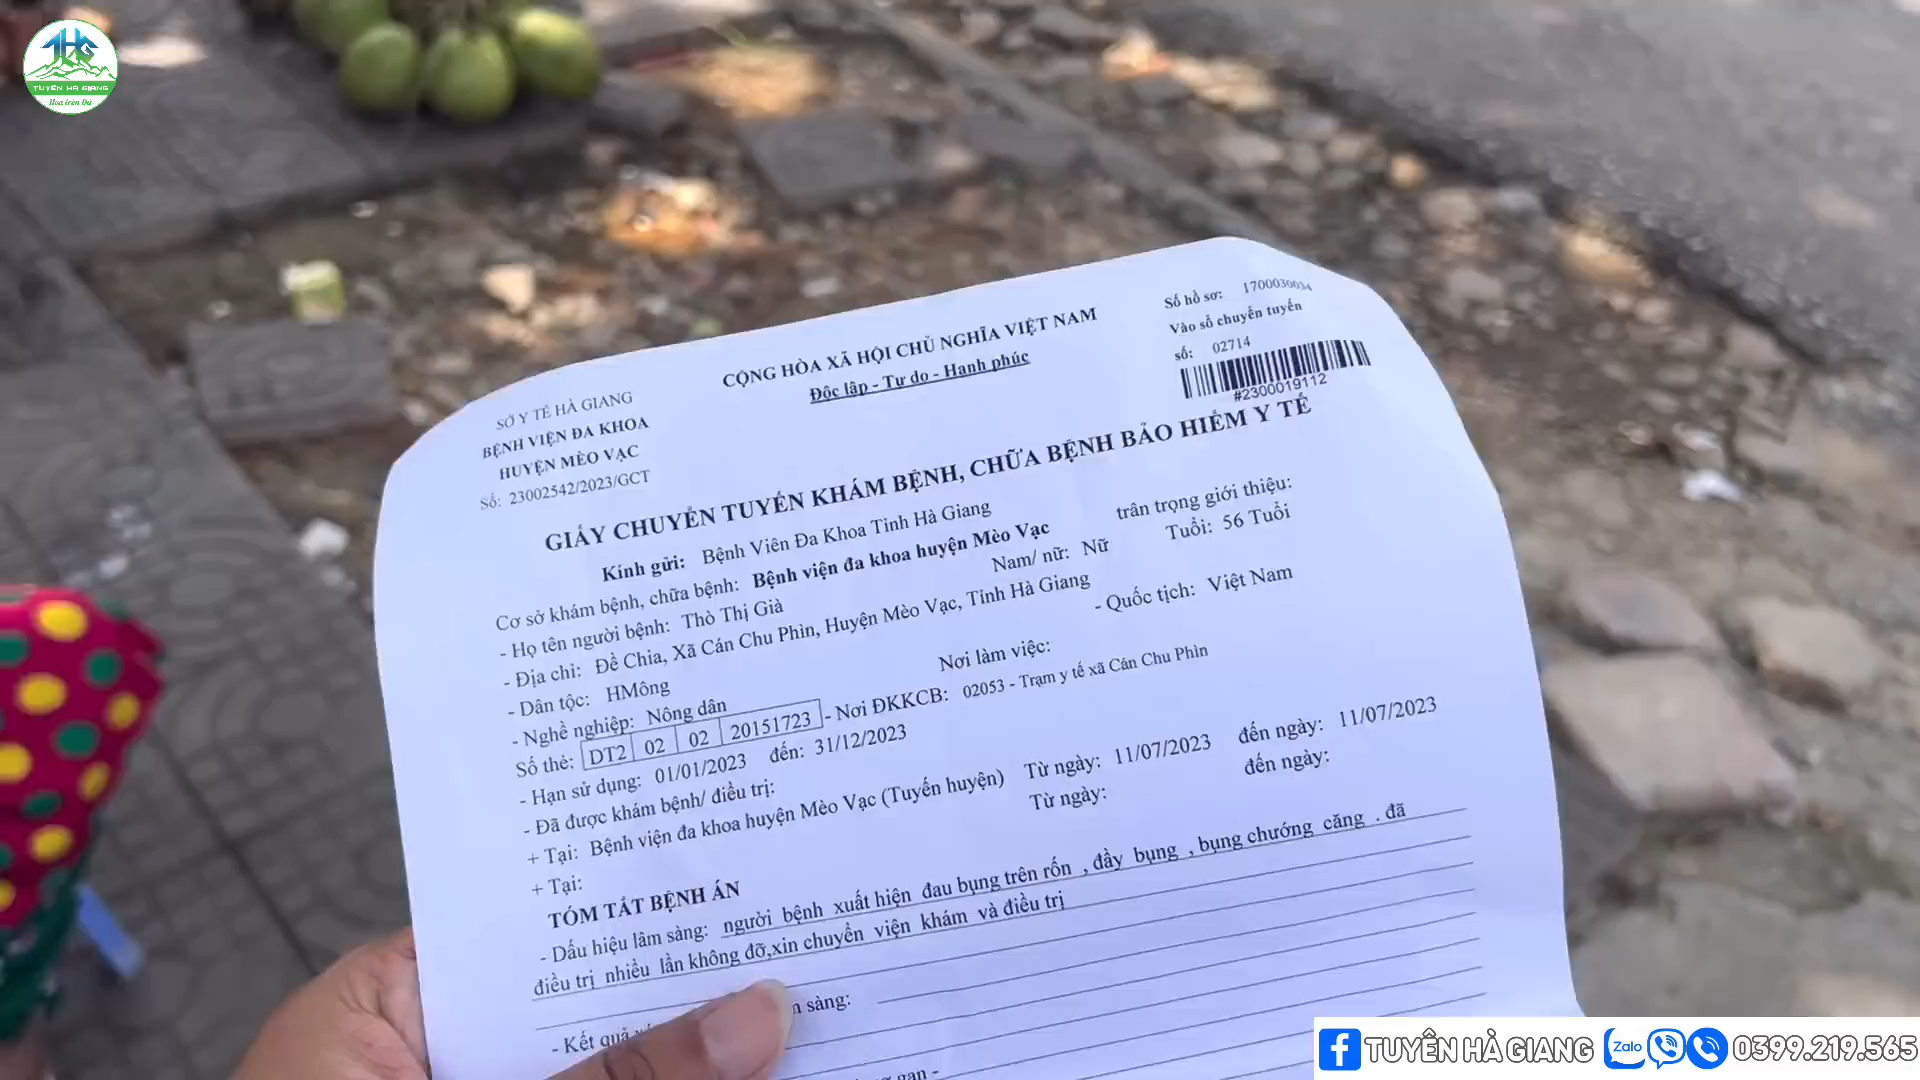 THG
TUYÊN HÀ GIANG
Hoa trên Đá
SỞ Y TẾ HÀ GIANG
BỆNH VIỆN ĐA KHOA
HUYỆN MÈO VẠC
Số: 23002542/2023/GCT
CỘNG HÒA XÃ HỘI CHỦ NGHĨA VIỆT NAM
Độc lập - Tự do - Hạnh phúc
Số hồ sơ: 1700030034
Vào sổ chuyển tuyến
số: 02714
#2300019112
GIẤY CHUYỂN TUYẾN KHÁM BỆNH, CHỮA BỆNH BẢO HIỂM Y TẾ
Kính gửi: Bệnh Viên Đa Khoa Tỉnh Hà Giang
Cơ sở khám bệnh, chữa bệnh: Bệnh viện đa khoa huyện Mèo Vạc trân trọng giới thiệu:
- Họ tên người bệnh: Thò Thị Già Nam/ nữ: Nữ Tuổi: 56 Tuổi
- Địa chỉ: Đề Chia, Xã Cán Chu Phìn, Huyện Mèo Vạc, Tỉnh Hà Giang
- Dân tộc: HMông - Quốc tịch: Việt Nam
- Nghề nghiệp: Nông dân Nơi làm việc:
Số thẻ: DT2 02 02 20151723 - Nơi ĐKKCB: 02053 - Trạm y tế xã Cán Chu Phìn
- Hạn sử dụng: 01/01/2023 đến: 31/12/2023
- Đã được khám bệnh/ điều trị:
+ Tại: Bệnh viện đa khoa huyện Mèo Vạc (Tuyến huyện) Từ ngày: 11/07/2023 đến ngày: 11/07/2023
+ Tại: Từ ngày: đến ngày:
TÓM TẮT BỆNH ÁN
- Dấu hiệu lâm sàng: người bệnh xuất hiện đau bụng trên rốn , đầy bụng , bụng chướng căng . đã
điều trị nhiều lần không đỡ,xin chuyển viện khám và điều trị
- Kết quả sàng:
TUYÊN HÀ GIANG Zalo 0399.219.565